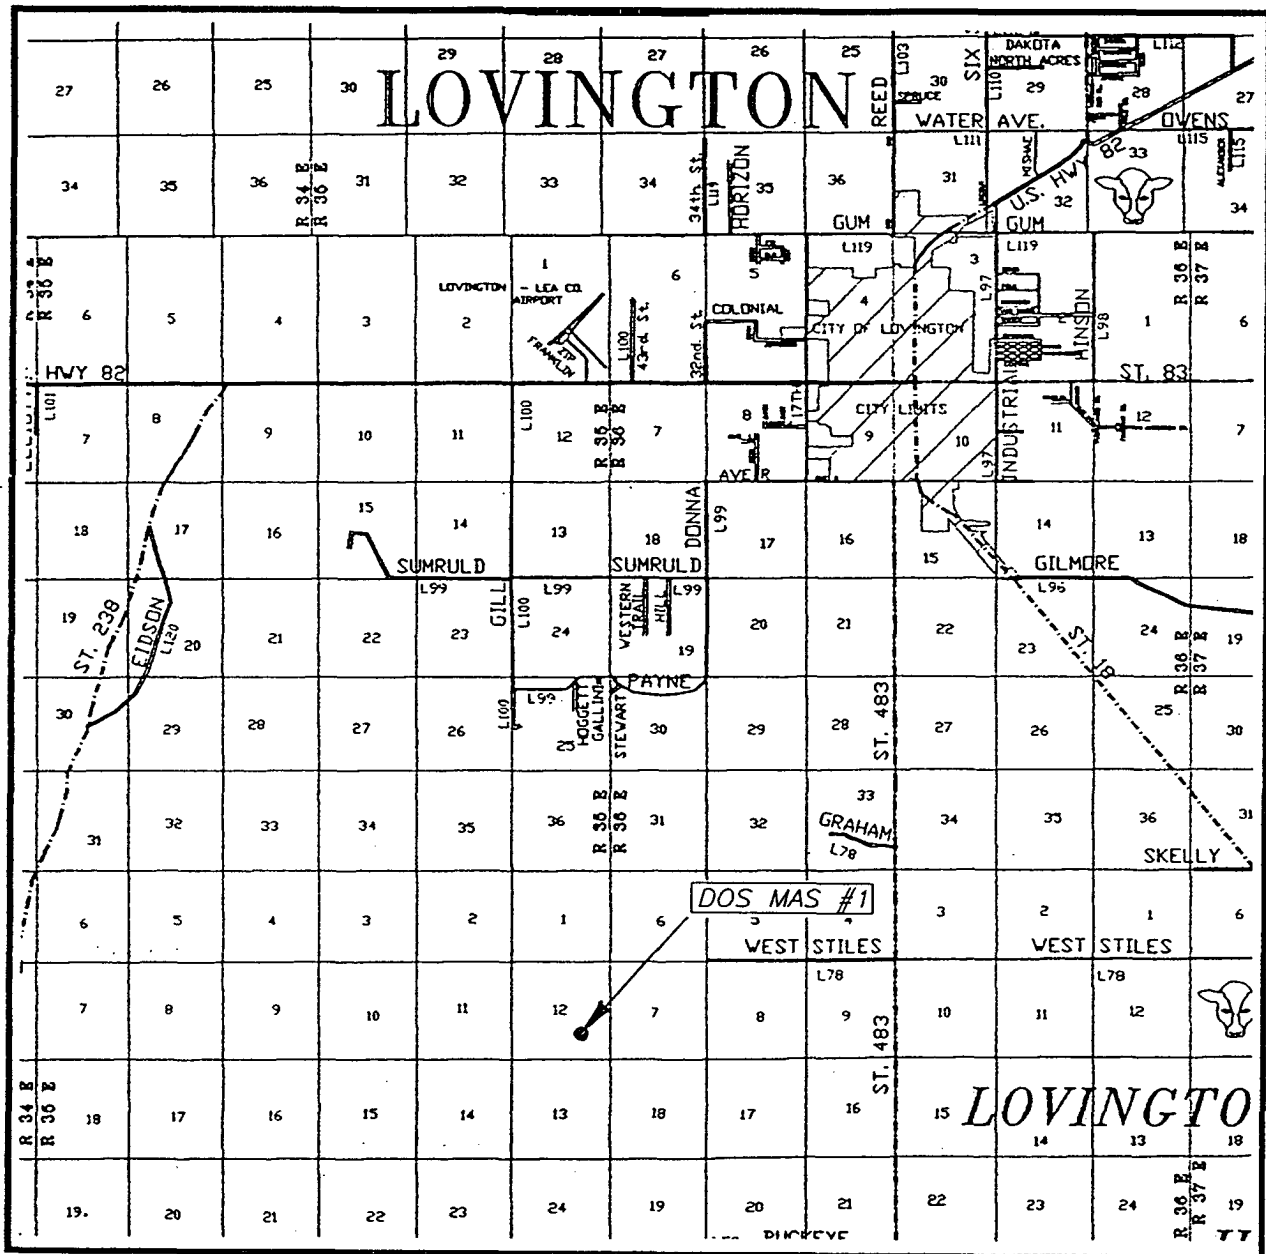 29 28 27 26 25 L103 SIX DAKOTA L112
27 26 25 30 LOVINGTON REED 30 L110 NORTH ACRES 29 28 27
SPRUCE
WATER AVE. OVENS
L111 MISHAE U.S. HWY 82 33 L115 ALEXANDER L115
34 35 36 R 34 E R 36 E 31 32 33 34 34th St. L119 HORIZON 35 36 31 32 34
GUM GUM
L119 L119
R 36 E 1 6 5 3 L97 R 36 E R 37 E
LOVINGTON - LEA CO. AIRPORT
6 5 4 3 2 ZIP FRANKLIN L100 43rd St. 32nd St. COLONIAL 4 HINSON L98 1 6
CITY OF LOVINGTON
HWY 82 ST. 83
L101 8 L100 8 17TH CITY LIMITS INDUSTRIAL 12
7 9 10 11 12 R 36 E R 36 E 7 9 10 L97 11 7
AVE R
15 DONNA L99
18 17 16 14 13 18 17 16 15 14 13 18
SUMRULD SUMRULD GILMORE
L99 GILL L100 L99 L99 L96
19 ST. 238 EIDSON L120 20 21 22 23 24 WESTERN TRAIL HILL 19 20 21 22 23 ST. 18 24 R 36 E R 37 E 19
PAYNE
30 L100 L99 25
29 28 27 26 25 HOGGETT GALLINI STEWART 30 29 28 ST. 483 27 26 30
33
31 32 33 34 35 36 R 35 E R 36 E 31 32 GRAHAM 34 35 36 31
L78 SKELLY
DOS MAS #1
6 5 4 3 2 1 6 5 4 3 2 1 6
WEST STILES WEST STILES
L78 L78
7 8 9 10 11 12 7 8 9 10 11 12
ST. 483
R 34 E R 35 E 18 17 16 15 14 13 18 17 16 15 LOVINGTO
14 13 18
19. 20 21 22 23 24 19 20 21 22 23 24 R 36 E R 37 E 19